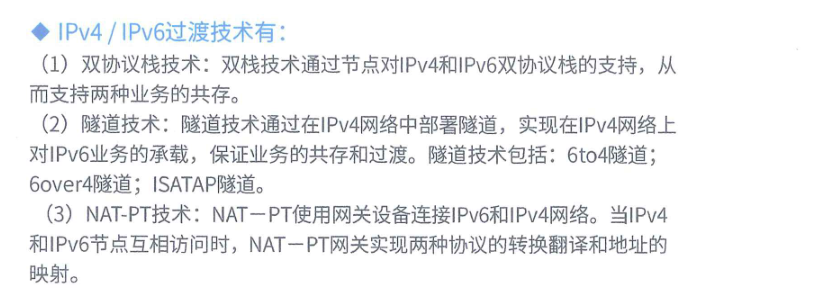 ◆ IPv4 / IPv6过渡技术有：
（1）双协议栈技术：双栈技术通过节点对IPv4和IPv6双协议栈的支持，从
而支持两种业务的共存。
（2）隧道技术：隧道技术通过在IPv4网络中部署隧道，实现在IPv4网络上
对IPv6业务的承载，保证业务的共存和过渡。隧道技术包括：6to4隧道；
6over4隧道；ISATAP隧道。
（3）NAT-PT技术：NAT－PT使用网关设备连接IPv6和IPv4网络。当IPv4
和IPv6节点互相访问时，NAT－PT网关实现两种协议的转换翻译和地址的
映射。